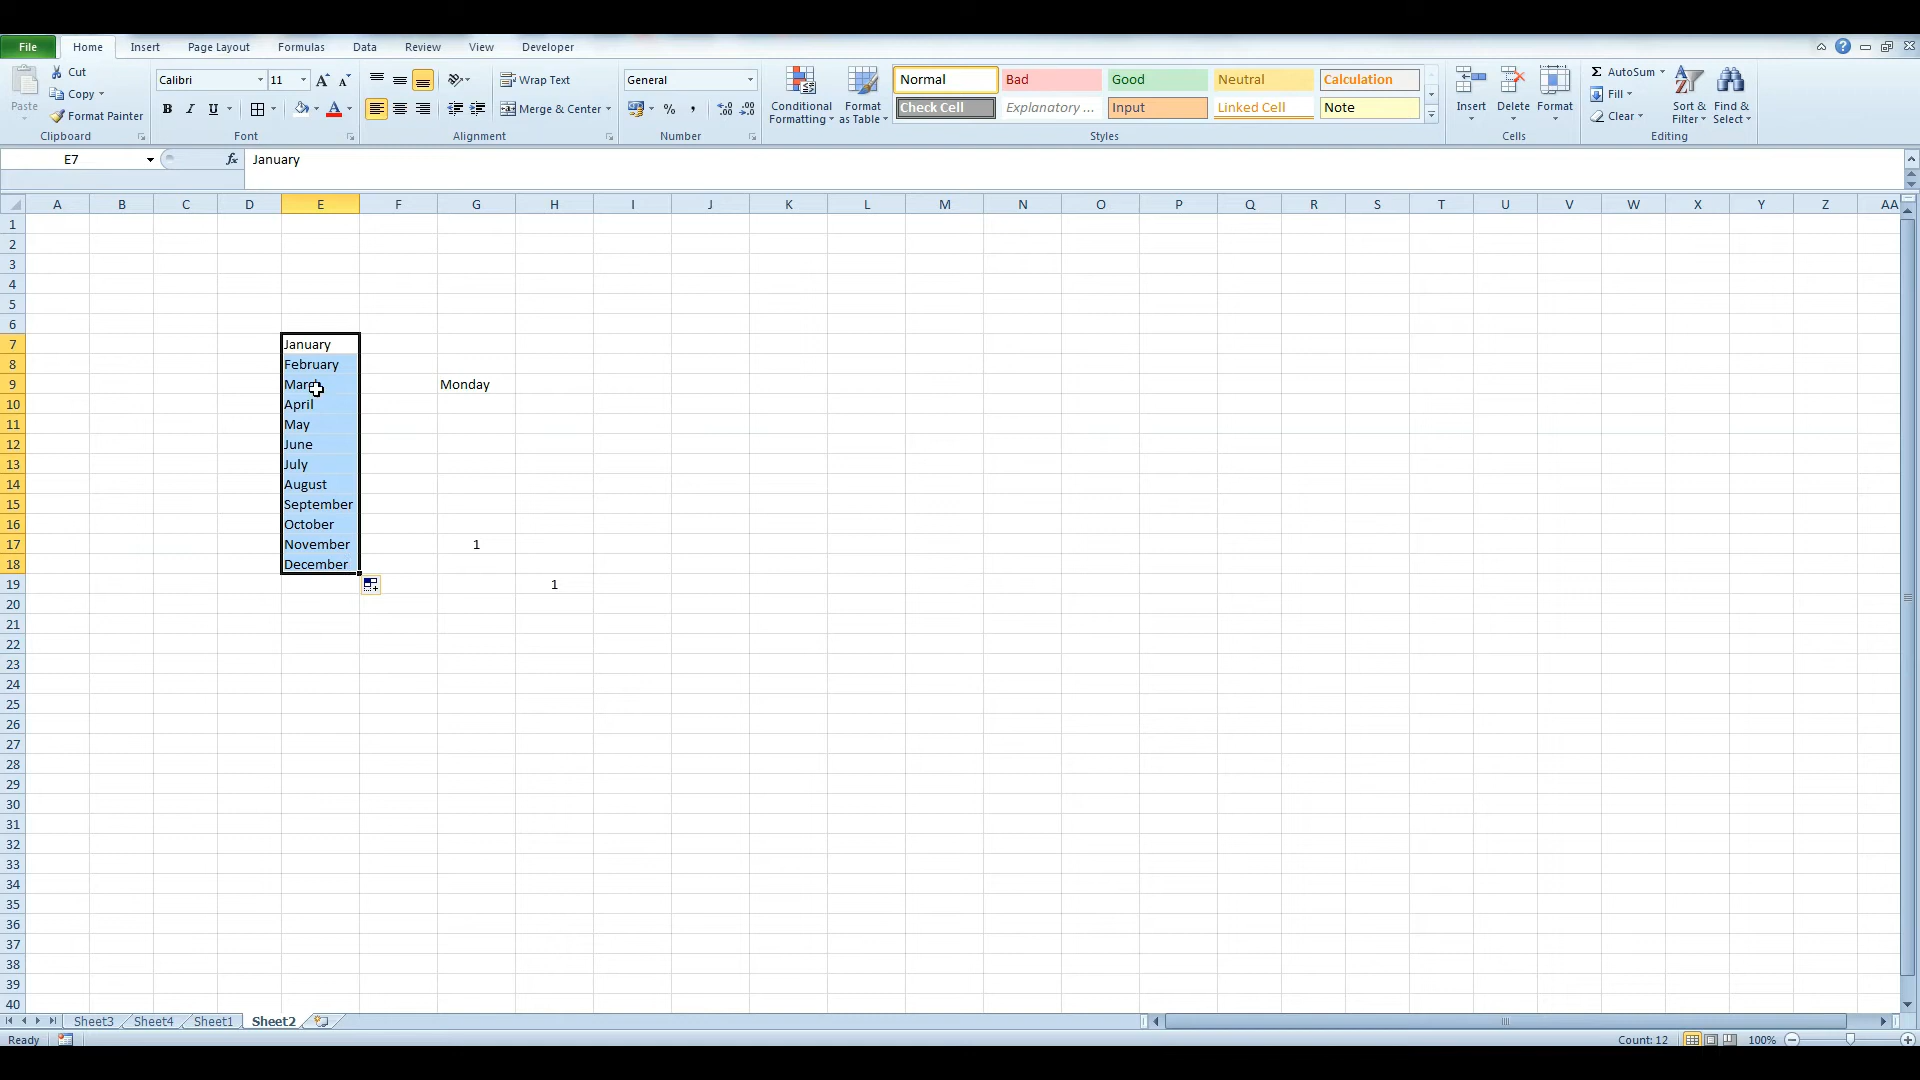 File Home Insert Page Layout Formulas Data Review View Developer
Paste Cut Calibri 11 Wrap Text General Conditional Formatting Format as Table Normal Bad Good Neutral Calculation Insert Delete Format Σ AutoSum Sort & Filter Find & Select
Copy Fill
Format Painter B I U A Merge & Center % , Check Cell Explanatory ... Input Linked Cell Note Clear
Clipboard Font Alignment Number Styles Cells Editing
E7 fx January
A B C D E F G H I J K L M N O P Q R S T U V W X Y Z AA
1
2
3
4
5
6
7 January
8 February
9 March Monday
10 April
11 May
12 June
13 July
14 August
15 September
16 October
17 November 1
18 December
19 1
20
21
22
23
24
25
26
27
28
29
30
31
32
33
34
35
36
37
38
39
40
Sheet3 Sheet4 Sheet1 Sheet2
Ready Count: 12 100%